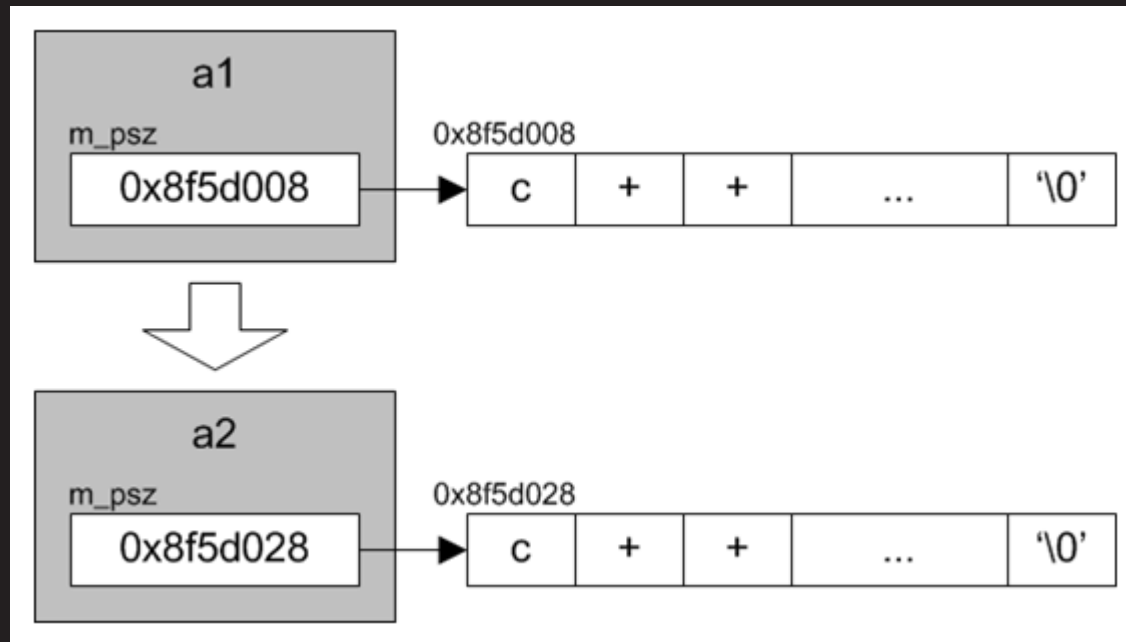 a1
m_psz
0x8f5d008
0x8f5d008
c + + ... ‘\0’
a2
m_psz
0x8f5d028
0x8f5d028
c + + ... ‘\0’